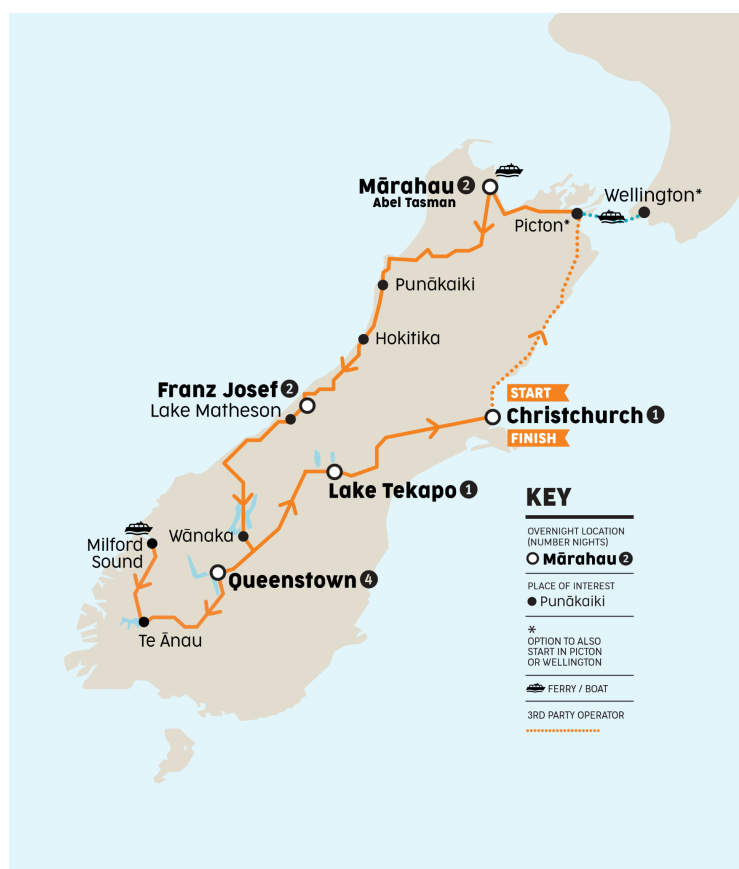 Mārahau 2
Abel Tasman
Wellington*
Picton*
Punākaiki
Hokitika
Franz Josef 2
Lake Matheson
START
Christchurch 1
FINISH
Lake Tekapo 1
Wānaka
Milford
Sound
Queenstown 4
Te Ānau
KEY
OVERNIGHT LOCATION
(NUMBER NIGHTS)
Mārahau 2
PLACE OF INTEREST
Punākaiki
*
OPTION TO ALSO
START IN PICTON
OR WELLINGTON
FERRY / BOAT
3RD PARTY OPERATOR